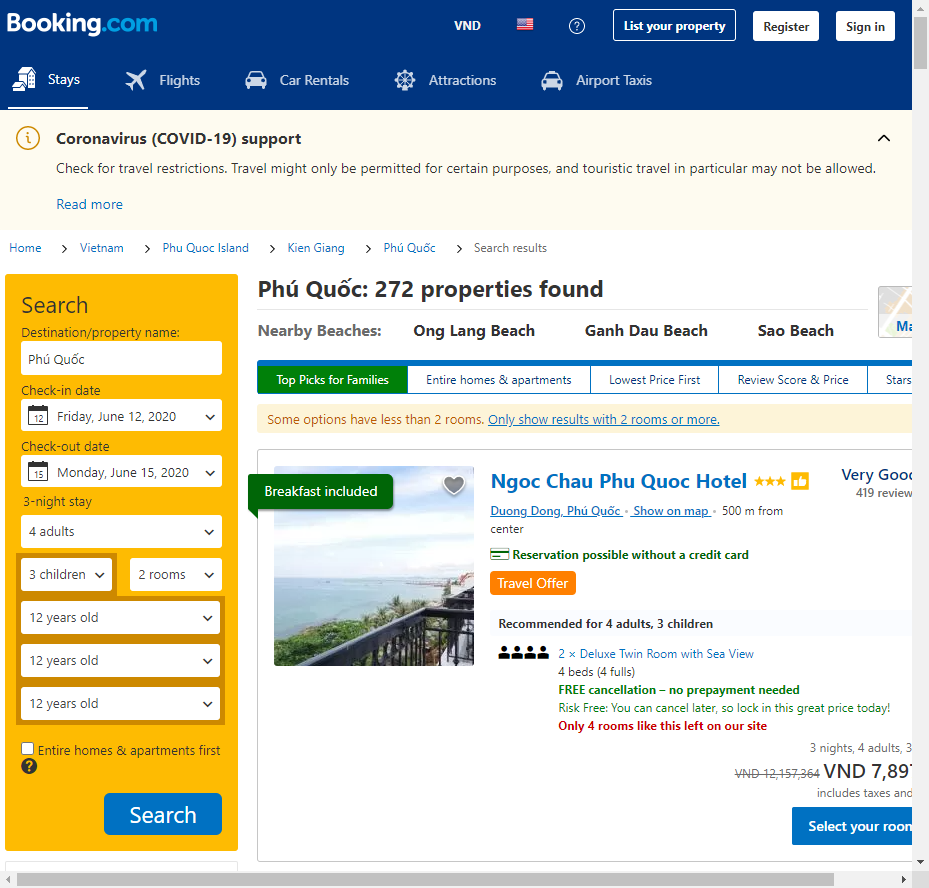 Booking.com
VND
List your property
Register
Sign in
Stays
Flights
Car Rentals
Attractions
Airport Taxis
Coronavirus (COVID-19) support
Check for travel restrictions. Travel might only be permitted for certain purposes, and touristic travel in particular may not be allowed.
Read more
Home
Vietnam
Phu Quoc Island
Kien Giang
Phú Quốc
Search results
Search
Destination/property name:
Phú Quốc
Check-in date
12
Friday, June 12, 2020
Check-out date
15
Monday, June 15, 2020
3-night stay
4 adults
3 children
2 rooms
12 years old
12 years old
12 years old
Entire homes & apartments first
Search
Phú Quốc: 272 properties found
Nearby Beaches:
Ong Lang Beach
Ganh Dau Beach
Sao Beach
Ma
Top Picks for Families
Entire homes & apartments
Lowest Price First
Review Score & Price
Stars
Some options have less than 2 rooms. Only show results with 2 rooms or more.
Breakfast included
Ngoc Chau Phu Quoc Hotel
Very Good
419 review
Duong Dong, Phú Quốc · Show on map · 500 m from
center
Reservation possible without a credit card
Travel Offer
Recommended for 4 adults, 3 children
2 × Deluxe Twin Room with Sea View
4 beds (4 fulls)
FREE cancellation – no prepayment needed
Risk Free: You can cancel later, so lock in this great price today!
Only 4 rooms like this left on our site
3 nights, 4 adults, 3
VND 12,157,364 VND 7,897
includes taxes and
Select your room